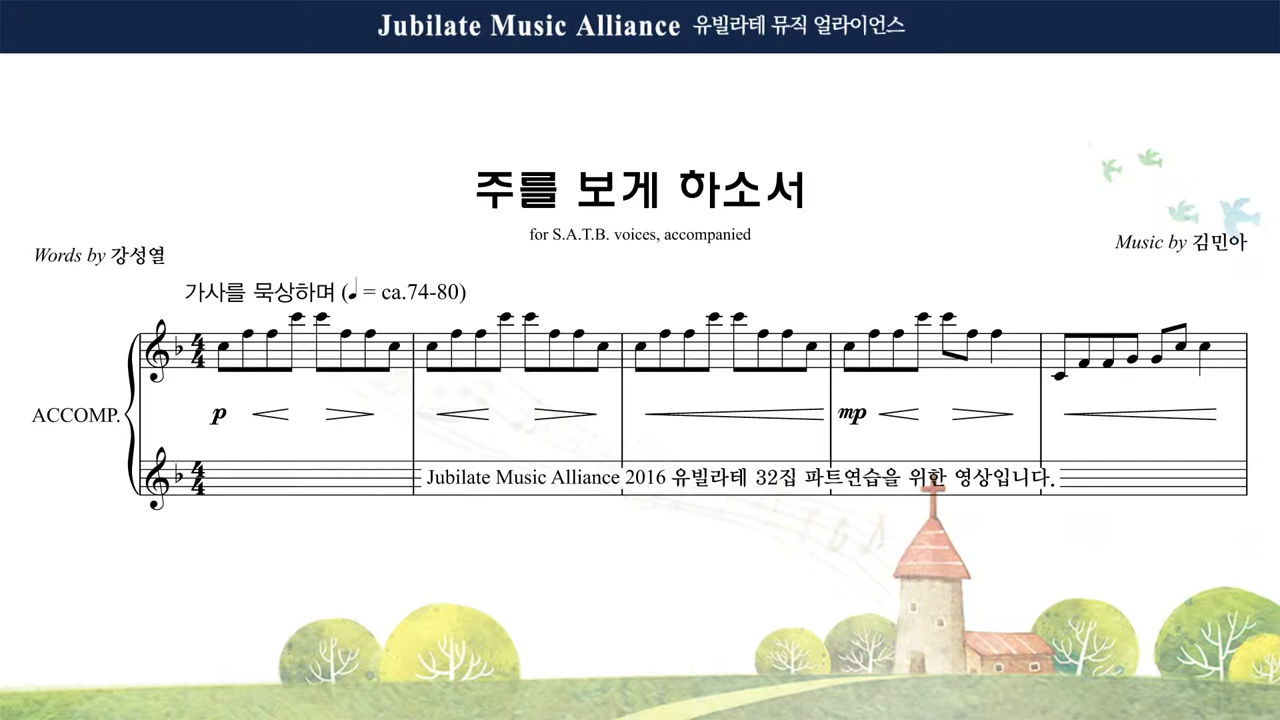 Jubilate Music Alliance 유빌라테 뮤직 얼라이언스
주를 보게 하소서
for S.A.T.B. voices, accompanied
Words by 강성열
Music by 김민아
가사를 묵상하며 (♩ = ca.74-80)
p
mp
ACCOMP.
Jubilate Music Alliance 2016 유빌라테 32집 파트연습을 위한 영상입니다.